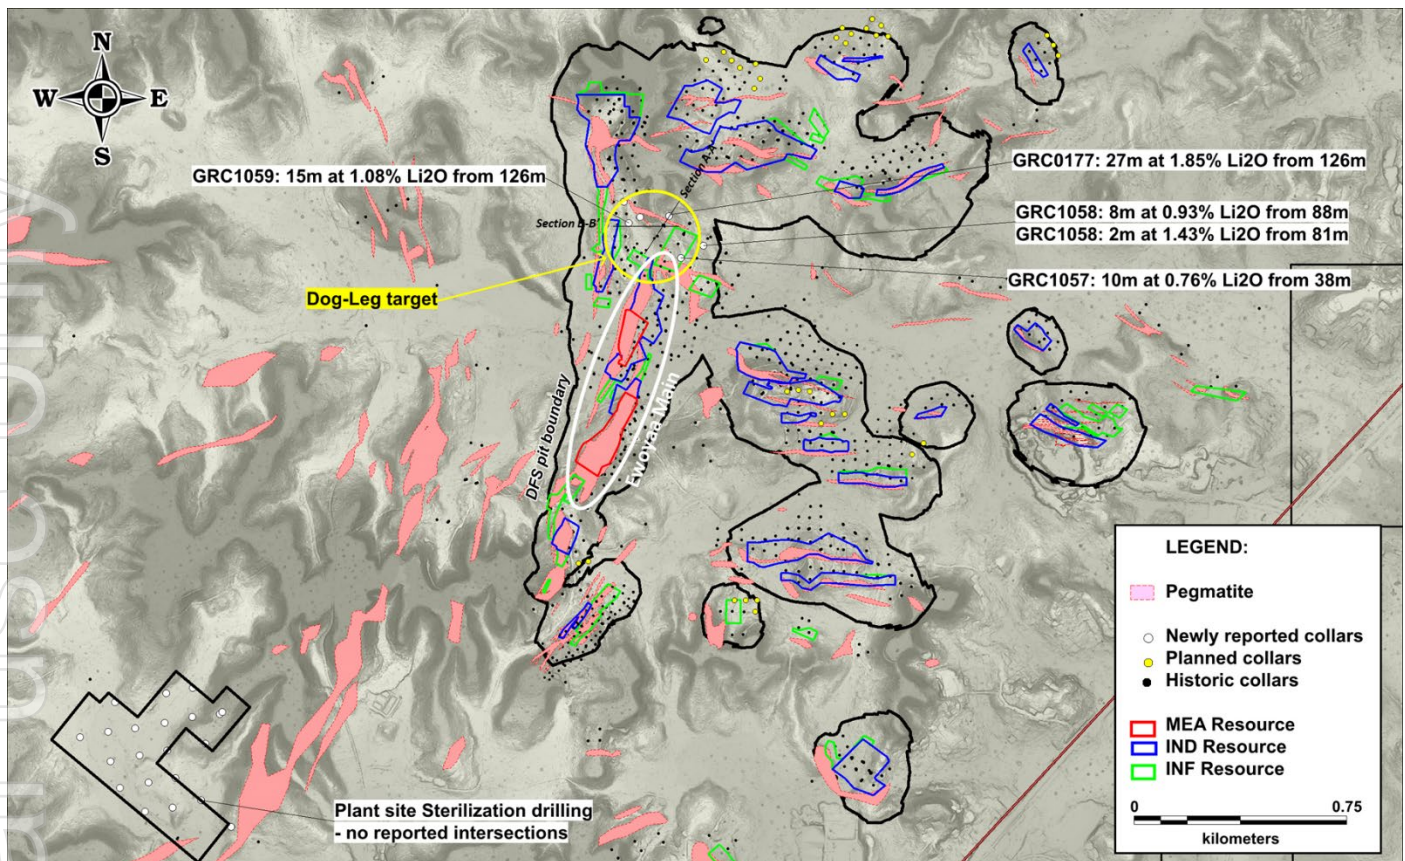 N
W
E
S
GRC1059: 15m at 1.08% Li2O from 126m
GRC0177: 27m at 1.85% Li2O from 126m
GRC1058: 8m at 0.93% Li2O from 88m
GRC1058: 2m at 1.43% Li2O from 81m
GRC1057: 10m at 0.76% Li2O from 38m
Section A-A'
Section B-B'
Dog-Leg target
DFS pit boundary
Ewoyaa Main
Plant site Sterilization drilling
- no reported intersections
LEGEND:
Pegmatite
Newly reported collars
Planned collars
Historic collars
MEA Resource
IND Resource
INF Resource
0
0.75
kilometers